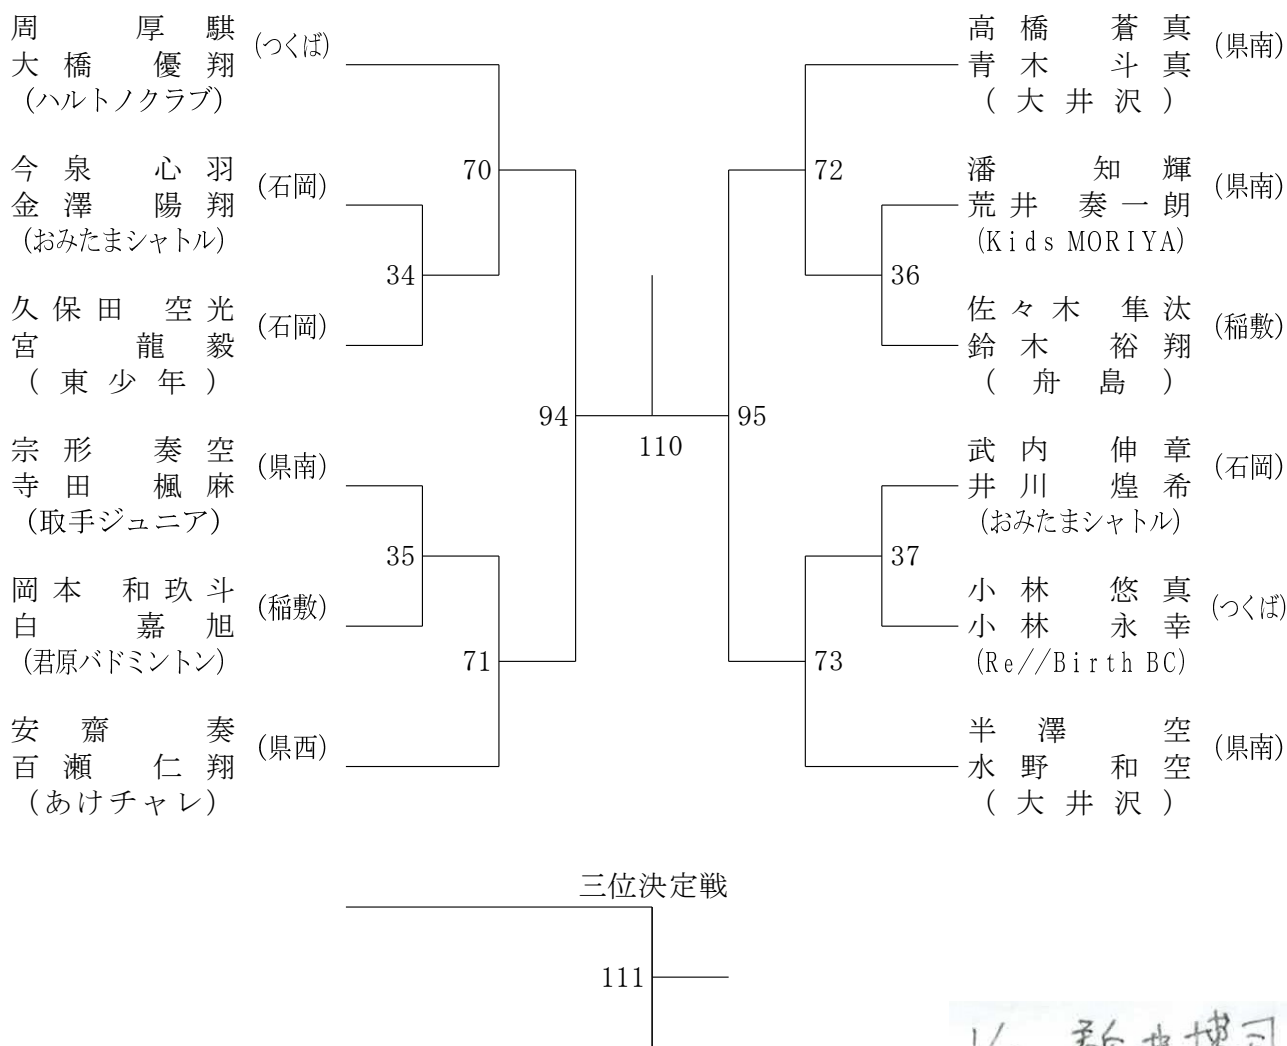 周 厚騏 (つくば)
大橋 優翔
(ハルトノクラブ)
今泉 心羽 (石岡)
金澤 陽翔
(おみたまシャトル)
久保田 空光 (石岡)
宮 龍毅
(東少年)
宗形 奏空 (県南)
寺田 楓麻
(取手ジュニア)
岡本 和玖斗 (稲敷)
白 嘉旭
(君原バドミントン)
安齋 奏 (県西)
百瀬 仁翔
(あけチャレ)
70
34
94
35
71
110
72
36
95
37
73
高橋 蒼真 (県南)
青木 斗真
(大井沢)
潘 知輝 (県南)
荒井 奏一朗
(Kids MORIYA)
佐々木 隼汰 (稲敷)
鈴木 裕翔
(舟島)
武内 伸章 (石岡)
井川 煌希
(おみたまシャトル)
小林 悠真 (つくば)
小林 永幸
(Re//Birth BC)
半澤 空 (県南)
水野 和空
(大井沢)
三位決定戦
111